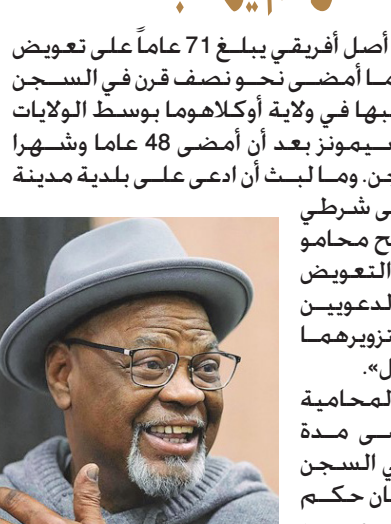 أصل أفريقي يبلغ 71 عاماً على تعويض
ما أمضى نحو نصف قرن في السجن
بها في ولاية أوكلاهوما بوسط الولايات
سيمونز بعد أن أمضى 48 عاما وشهرا
جن. وما لبث أن ادعى على بلدية مدينة
ى شرطي
ح محامو
التعويض
لدعويين
تزويرهما
ل».
لمحامية
ى مدة
ي السجن
ان حكم